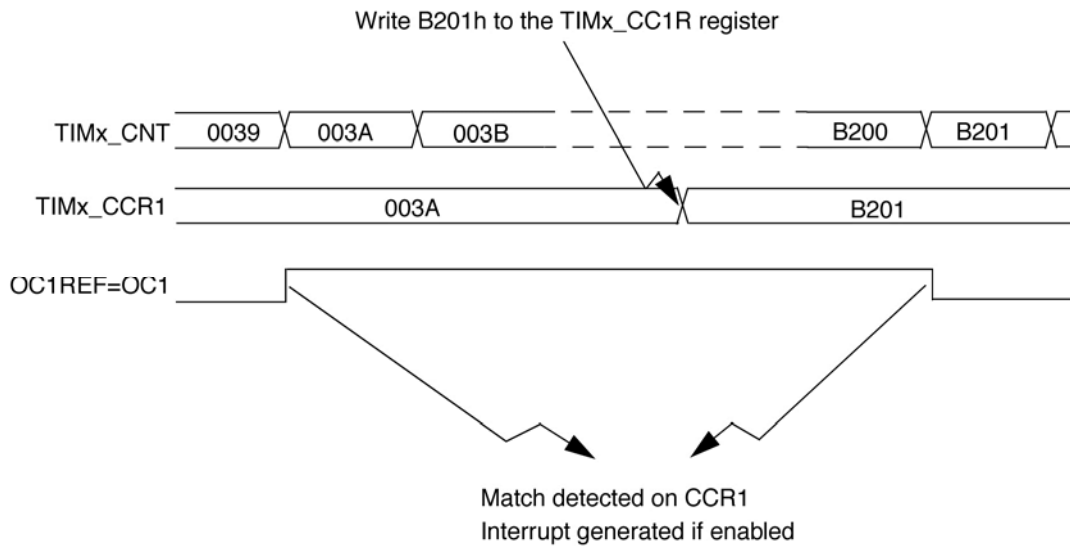 Write B201h to the TIMx_CC1R register
TIMx_CNT 0039 003A 003B B200 B201
TIMx_CCR1 003A B201
OC1REF=OC1
Match detected on CCR1
Interrupt generated if enabled